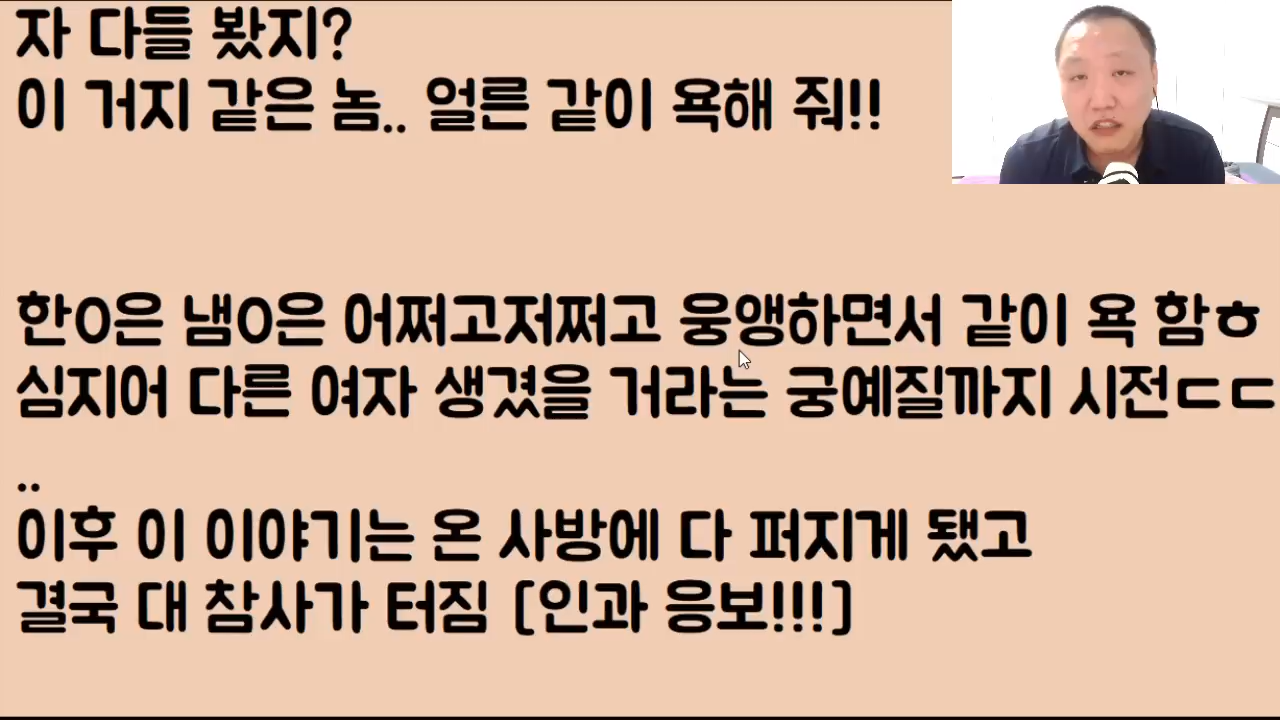 자 다들 봤지?
이 거지 같은 놈.. 얼른 같이 욕해 줘!!
한O은 냄O은 어쩌고저쩌고 웅앵하면서 같이 욕 함ㅎ
심지어 다른 여자 생겼을 거라는 궁예질까지 시전ㄷㄷ
..
이후 이 이야기는 온 사방에 다 퍼지게 됐고
결국 대 참사가 터짐 [인과 응보!!!]